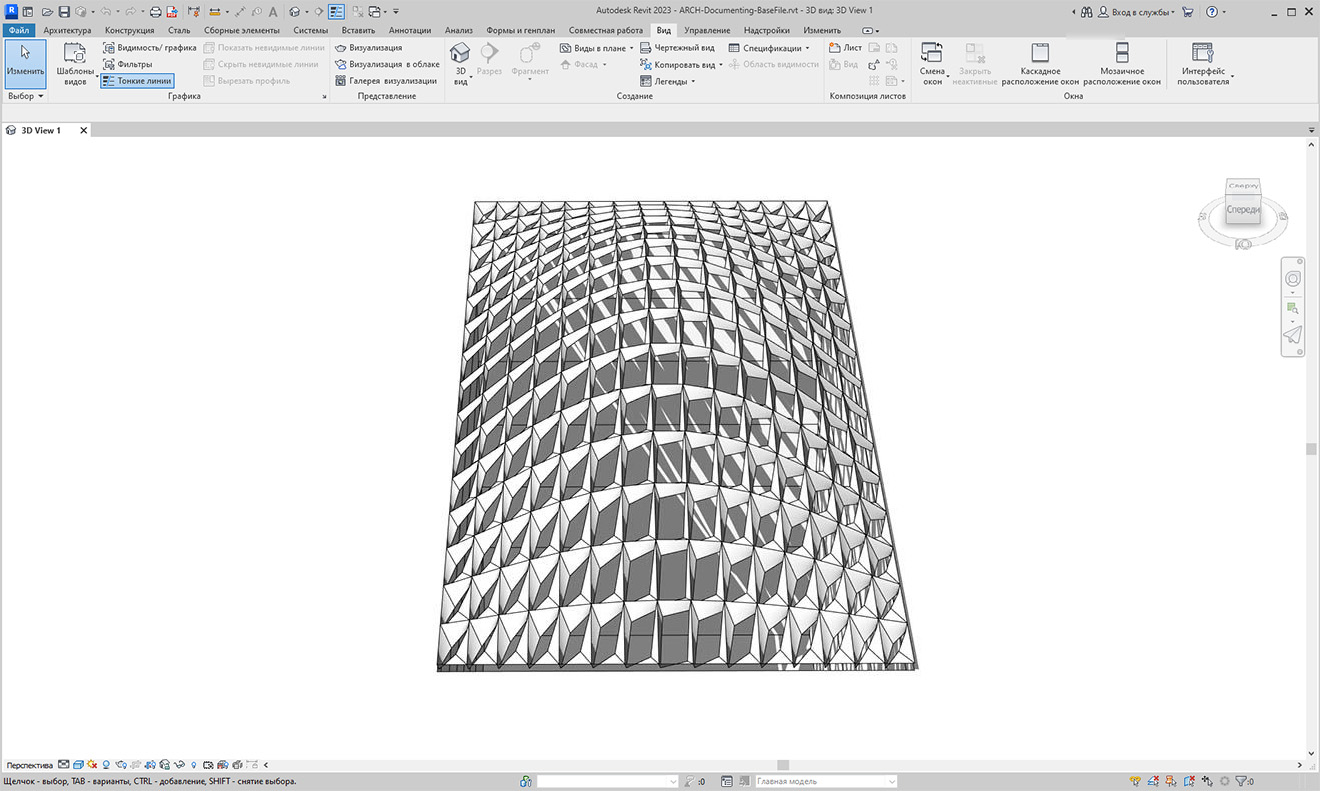 Autodesk Revit 2023 - ARCH-Documenting-BaseFile.rvt - 3D вид: 3D View 1
Вход в службы
Файл Архитектура Конструкция Сталь Сборные элементы Системы Вставить Аннотации Анализ Формы и генплан Совместная работа Вид Управление Надстройки Изменить
Изменить
Выбор
Шаблоны видов
Видимость/ графика
Фильтры
Тонкие линии
Показать невидимые линии
Скрыть невидимые линии
Вырезать профиль
Графика
Визуализация
Визуализация в облаке
Галерея визуализации
Представление
3D вид
Разрез
Фрагмент
Виды в плане
Фасад
Чертежный вид
Копировать вид
Легенды
Спецификации
Область видимости
Создание
Лист
Вид
Композиция листов
Смена окон
Закрыть неактивные
Каскадное расположение окон
Мозаичное расположение окон
Окна
Интерфейс пользователя
3D View 1
Сверху
Спереди
Перспектива
Щелчок - выбор, TAB - варианты, CTRL - добавление, SHIFT - снятие выбора.
:0
Главная модель
:0